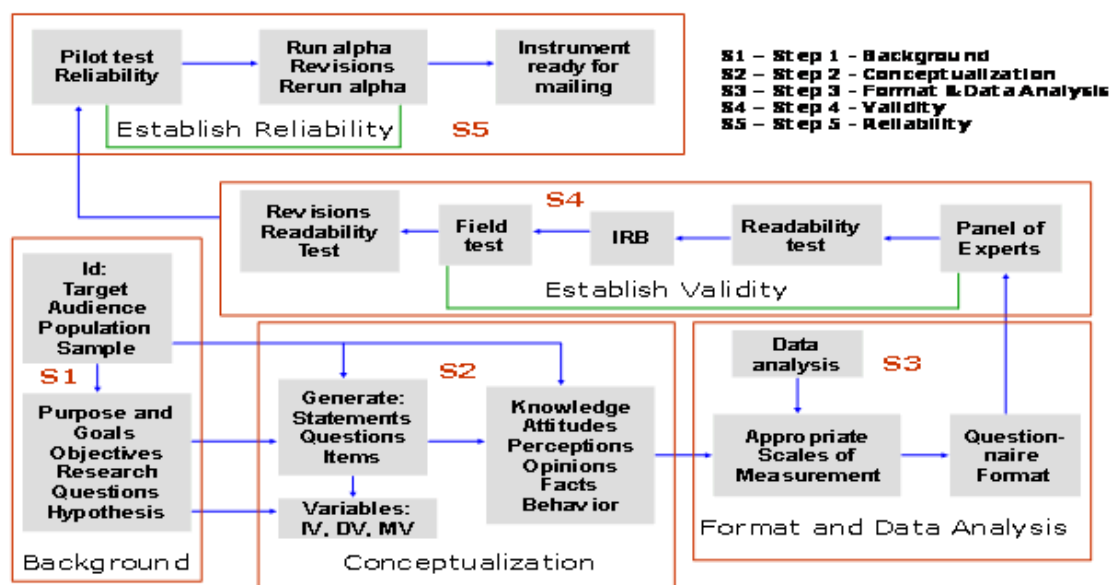 Pilot test
Reliability
Run alpha
Revisions
Rerun alpha
Instrument
ready for
mailing
Establish Reliability
S5
S1 – Step 1 - Background
S2 – Step 2 - Conceptualization
S3 – Step 3 – Format & Data Analysis
S4 – Step 4 - Validity
S5 – Step 5 - Reliability
S4
Revisions
Readability
Test
Field
test
IRB
Readability
test
Panel of
Experts
Establish Validity
Id:
Target
Audience
Population
Sample
S1
Purpose and
Goals
Objectives
Research
Questions
Hypothesis
Background
S2
Generate:
Statements
Questions
Items
Variables:
IV, DV, MV
Knowledge
Attitudes
Perceptions
Opinions
Facts
Behavior
Conceptualization
Data
analysis
S3
Appropriate
Scales of
Measurement
Question-
naire
Format
Format and Data Analysis